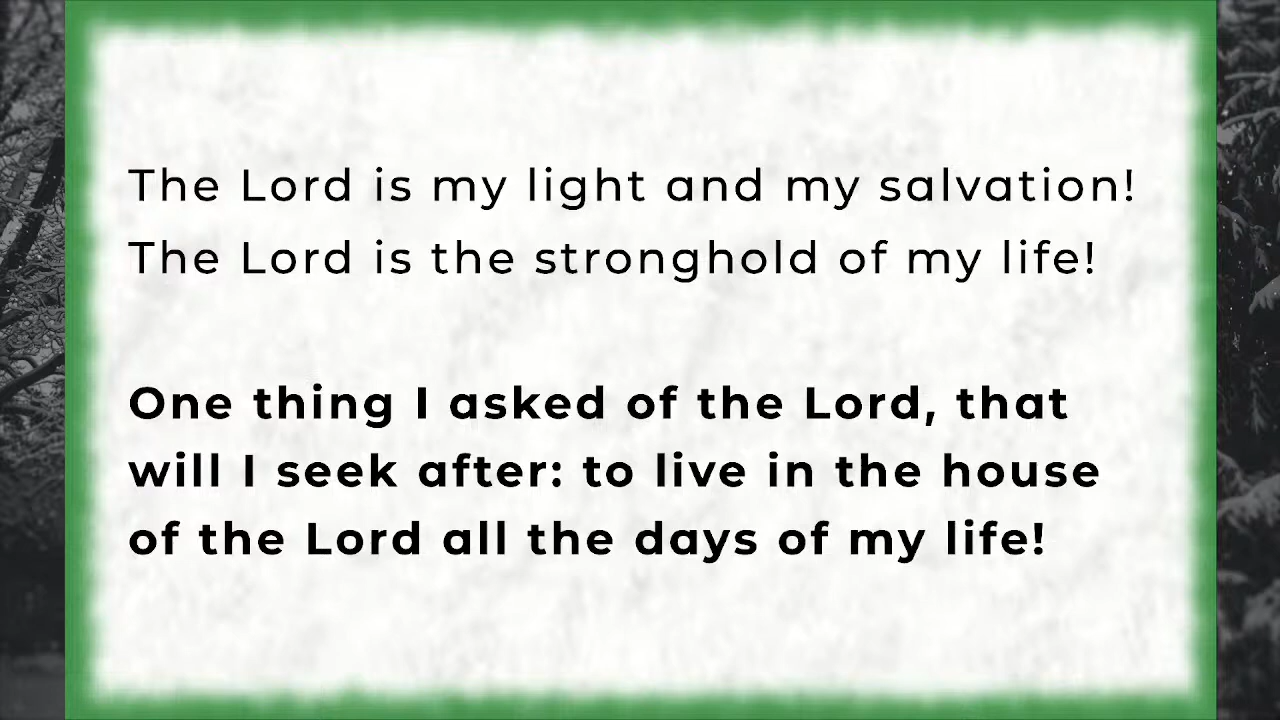 The Lord is my light and my salvation!
The Lord is the stronghold of my life!
One thing I asked of the Lord, that
will I seek after: to live in the house
of the Lord all the days of my life!